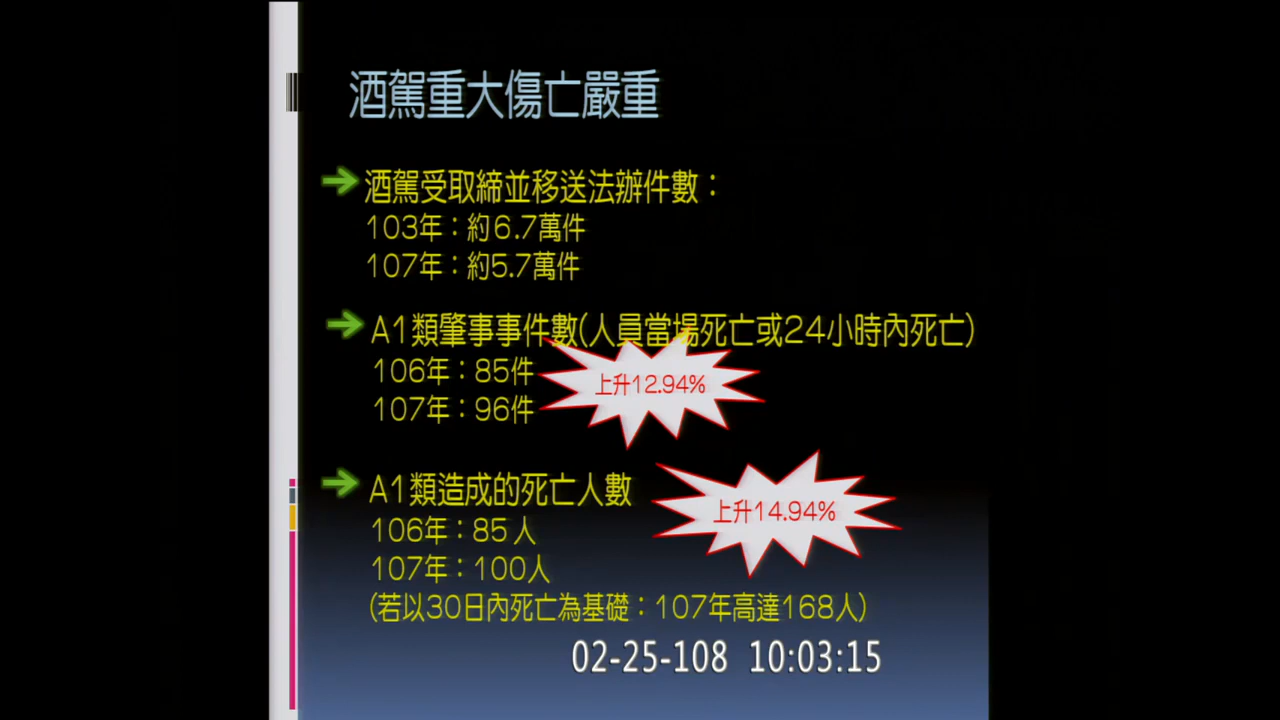 酒駕重大傷亡嚴重
酒駕受取締並移送法辦件數：
103年：約6.7萬件
107年：約5.7萬件
A1類肇事事件數(人員當場死亡或24小時內死亡)
106年：85件
上升12.94%
107年：96件
A1類造成的死亡人數
上升14.94%
106年：85人
107年：100人
(若以30日內死亡為基礎：107年高達168人)
02-25-108 10:03:15